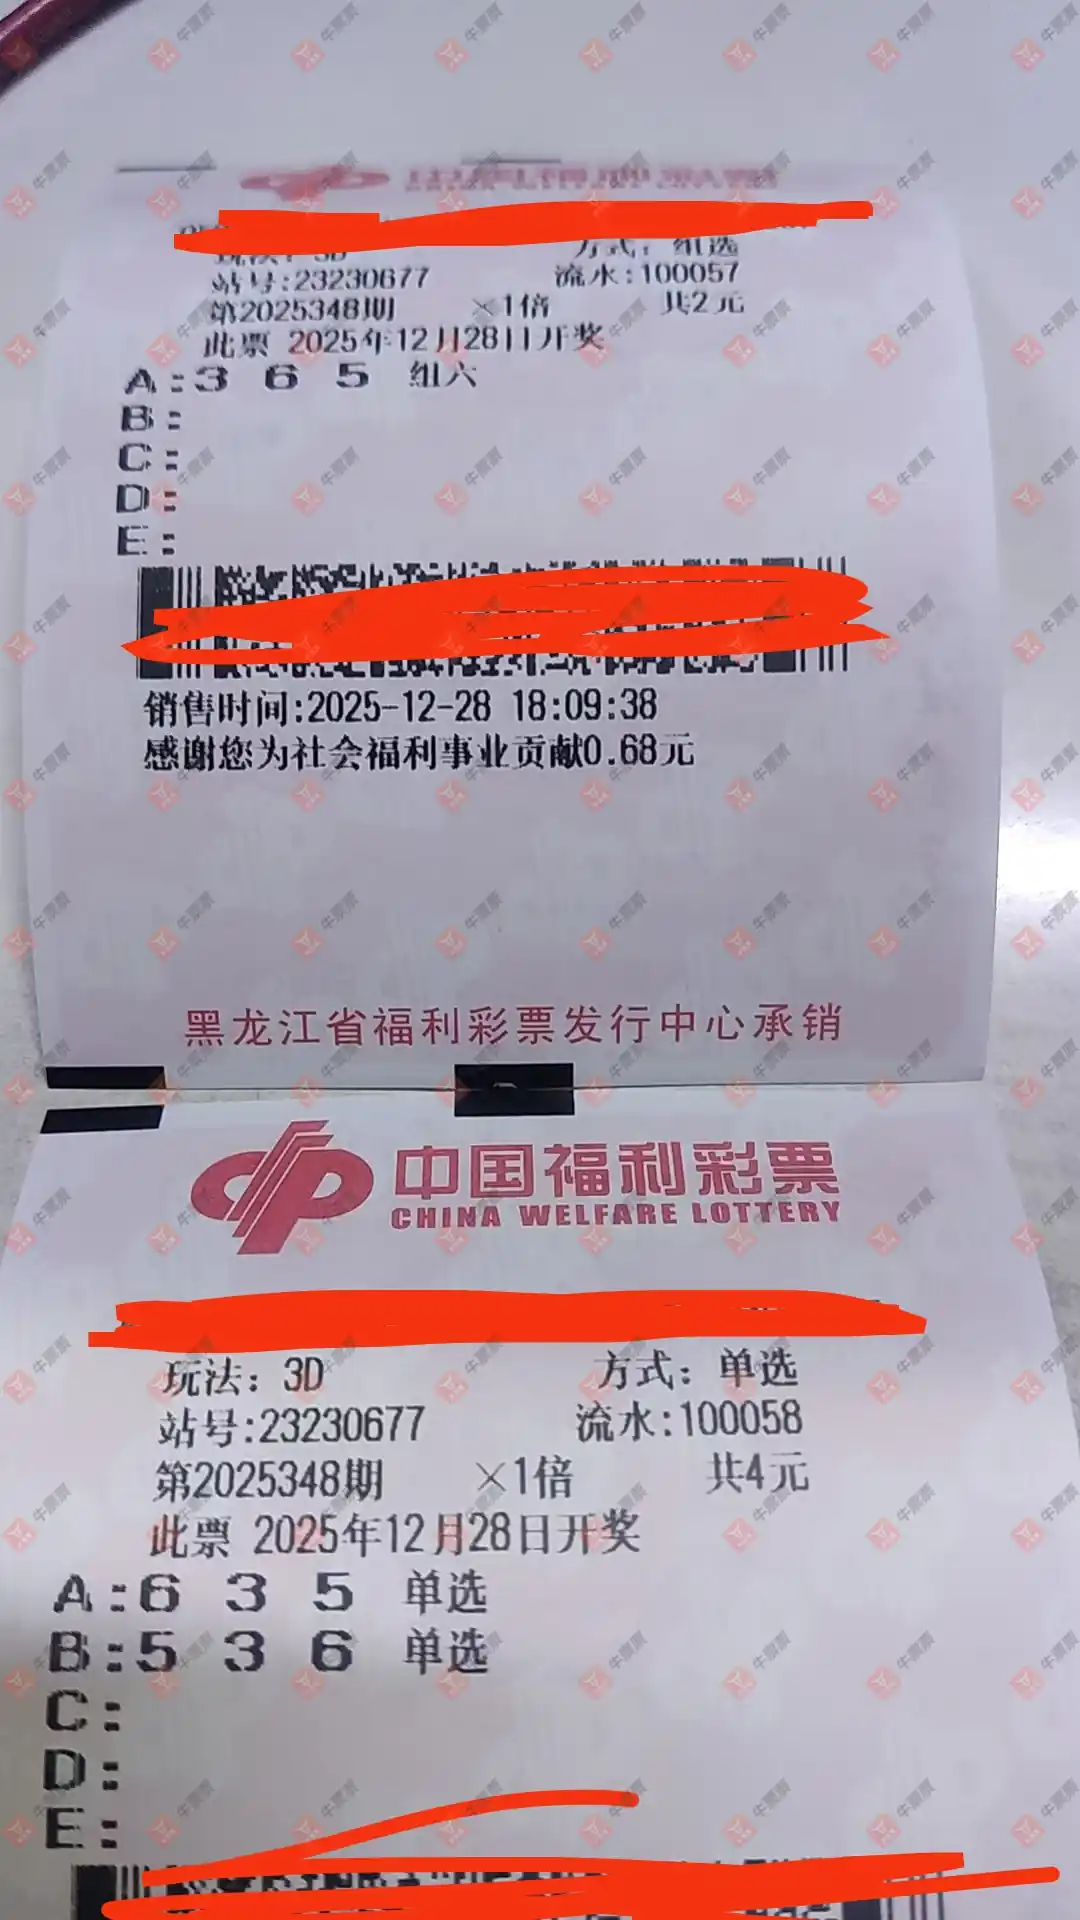 方式：组选
站号:23230677 流水:100057
第2025348期 ×1倍 共2元
此票 2025年12月28日开奖
A:3 6 5 组六
B:
C:
D:
E:
销售时间:2025-12-28 18:09:38
感谢您为社会福利事业贡献0.68元
黑龙江省福利彩票发行中心承销
中国福利彩票
CHINA WELFARE LOTTERY
玩法：3D 方式：单选
站号:23230677 流水:100058
第2025348期 ×1倍 共4元
此票 2025年12月28日开奖
A:6 3 5 单选
B:5 3 6 单选
C:
D:
E:
牛票票